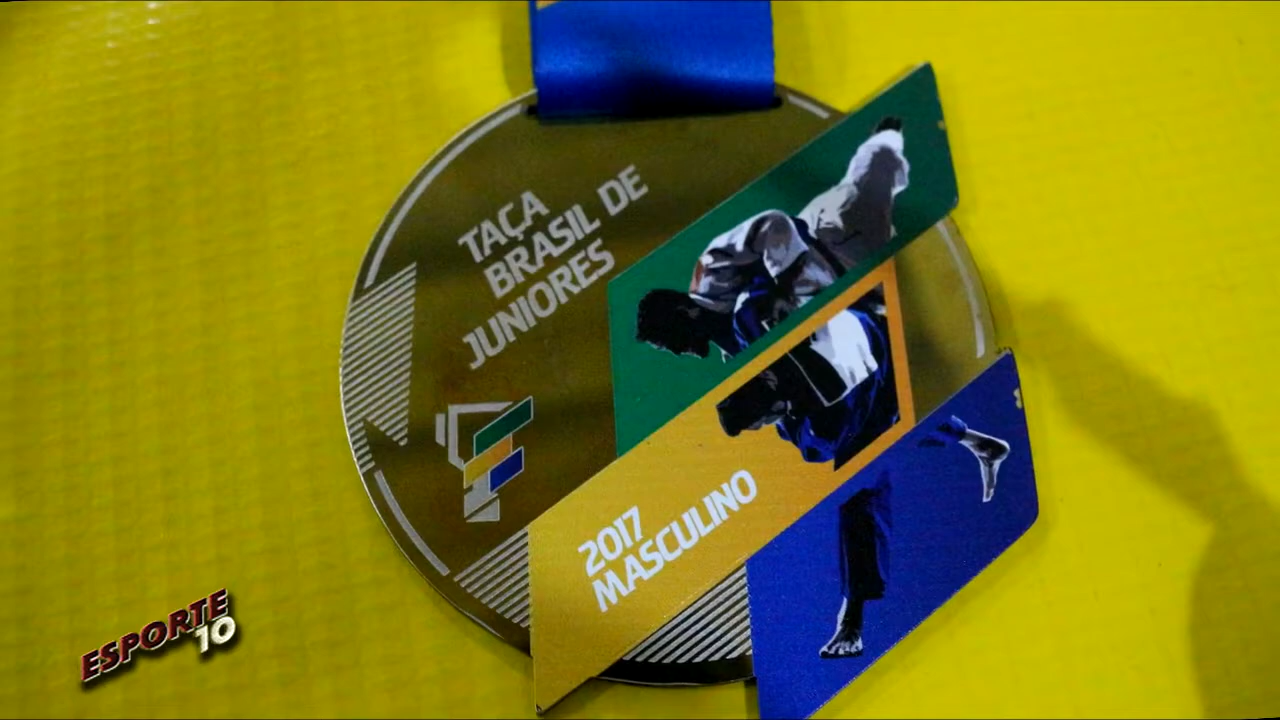 TAÇA
BRASIL DE
JUNIORES
2017
MASCULINO
ESPORTE
10